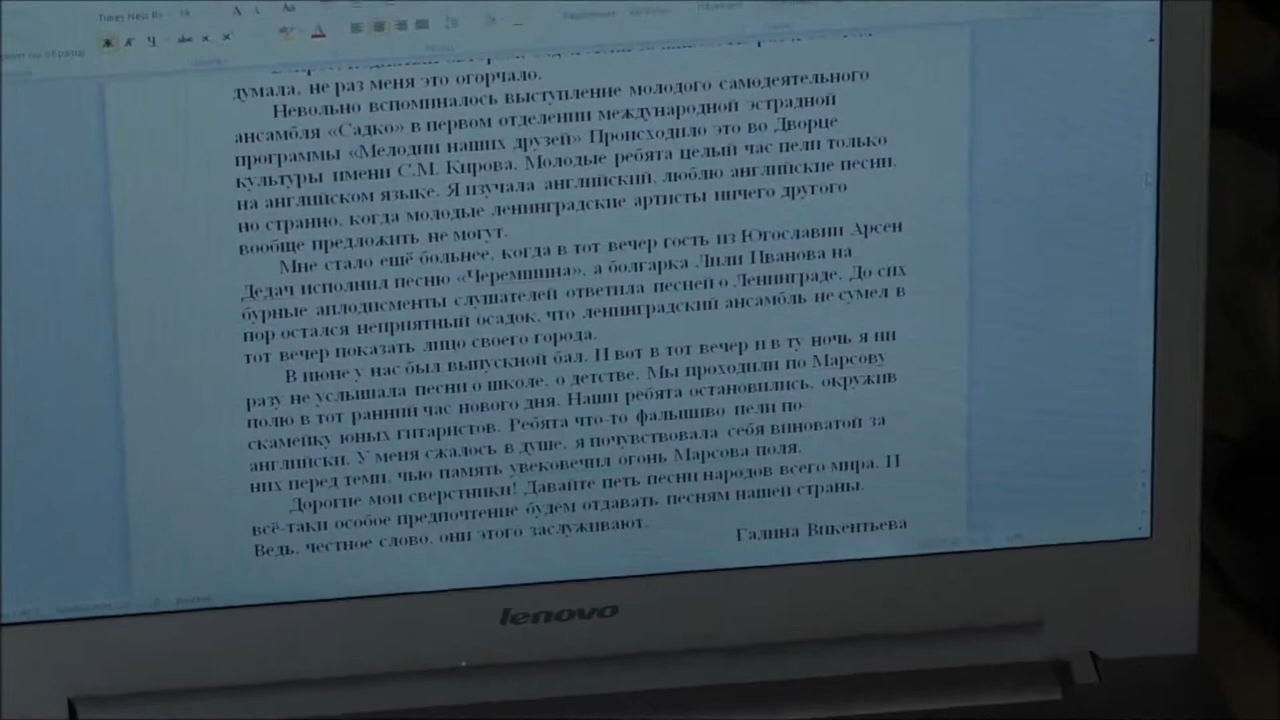 Times New Ro 14
думала, не раз меня это огорчало.
Невольно вспоминалось выступление молодого самодеятельного
ансамбля «Садко» в первом отделении международной эстрадной
программы «Мелодии наших друзей» Происходило это во Дворце
культуры имени С.М. Кирова. Молодые ребята целый час пели только
на английском языке. Я изучала английский, люблю английские песни,
но странно, когда молодые ленинградские артисты ничего другого
вообще предложить не могут.
Мне стало ещё больнее, когда в тот вечер гость из Югославии Арсен
Дедач исполнил песню «Черемшина», а болгарка Лили Иванова на
бурные аплодисменты слушателей ответила песней о Ленинграде. До сих
пор остался неприятный осадок, что ленинградский ансамбль не сумел в
тот вечер показать лицо своего города.
В июне у нас был выпускной бал. И вот в тот вечер и в ту ночь я ни
разу не услышала песни о школе, о детстве. Мы проходили по Марсову
полю в тот ранний час нового дня. Наши ребята остановились, окружив
скамейку юных гитаристов. Ребята что-то фальшиво пели по-
английски. У меня сжалось в душе, я почувствовала себя виноватой за
них перед теми, чью память увековечил огонь Марсова поля.
Дорогие мои сверстники! Давайте петь песни народов всего мира. И
всё-таки особое предпочтение будем отдавать песням нашей страны.
Ведь, честное слово, они этого заслуживают.
Галина Викентьева
lenovo